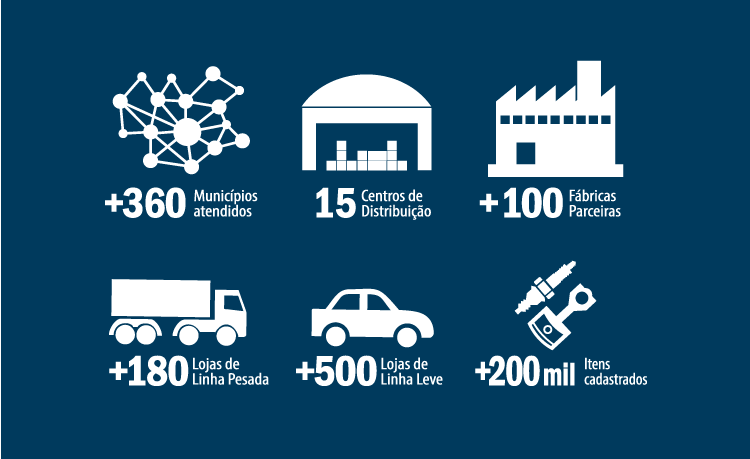 +360 Municípios
atendidos
15 Centros de
Distribuição
+100 Fábricas
Parceiras
+180 Lojas de
Linha Pesada
+500 Lojas de
Linha Leve
+200 mil Itens
cadastrados